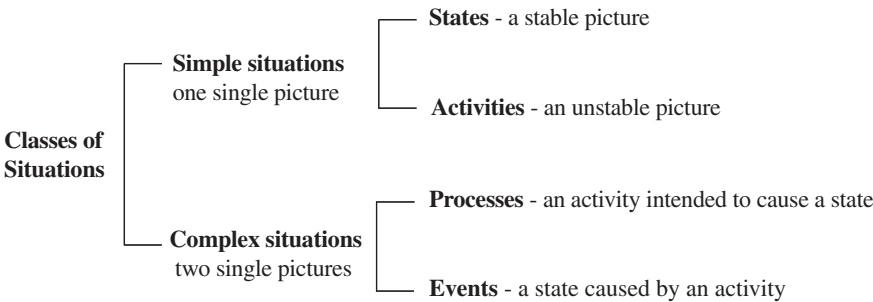 States - a stable picture
Simple situations
one single picture
Activities - an unstable picture
Classes of
Situations
Processes - an activity intended to cause a state
Complex situations
two single pictures
Events - a state caused by an activity